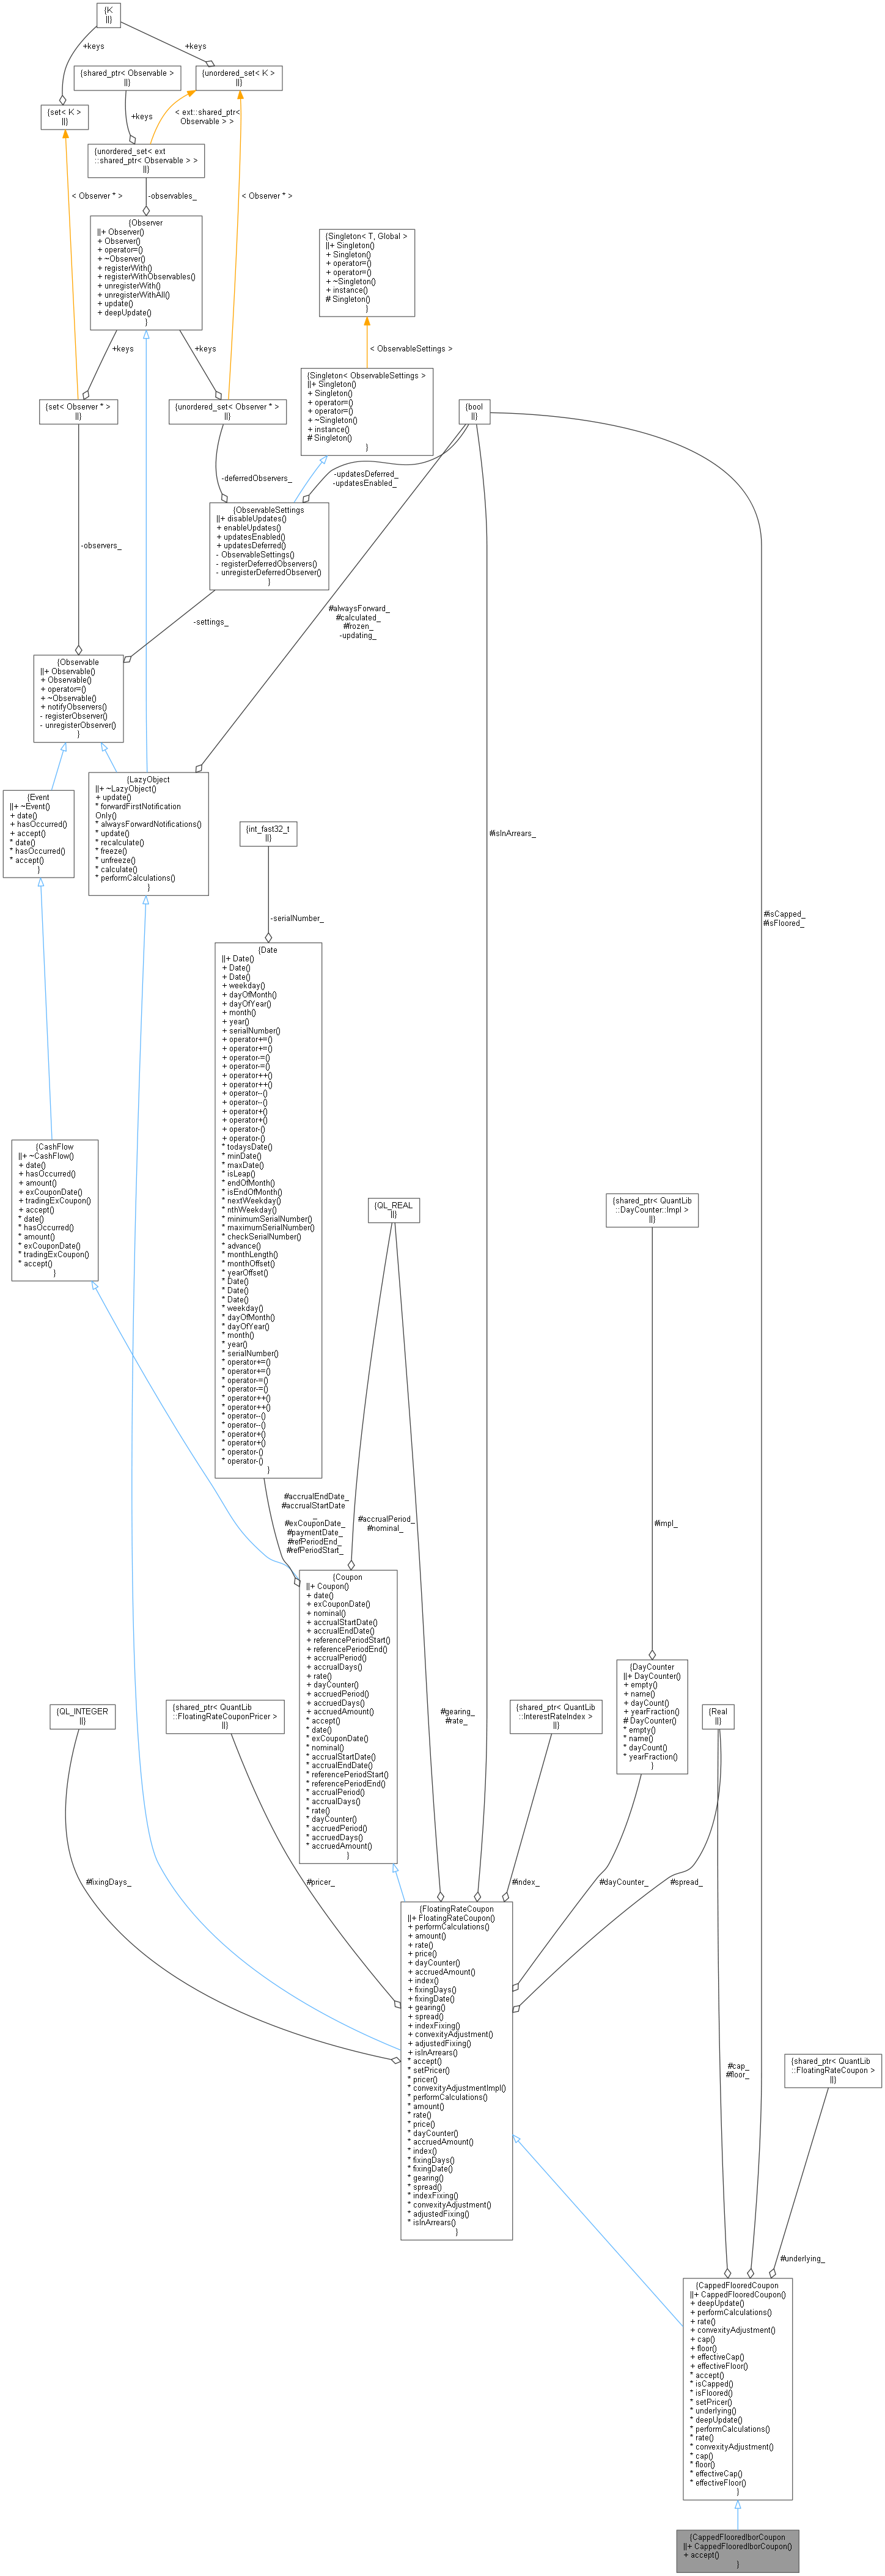 {K
||}
+keys
+keys
{shared_ptr< Observable >
||}
{unordered_set< K >
||}
{set< K >
||}
+keys
< ext::shared_ptr<
Observable > >
{unordered_set< ext
::shared_ptr< Observable > >
||}
< Observer * >
-observables_
< Observer * >
{Observer
||+ Observer()
+ Observer()
+ operator=()
+ ~Observer()
+ registerWith()
+ registerWithObservables()
+ unregisterWith()
+ unregisterWithAll()
+ update()
+ deepUpdate()
}
{Singleton< T, Global >
||+ Singleton()
+ Singleton()
+ operator=()
+ operator=()
+ ~Singleton()
+ instance()
# Singleton()
}
+keys
+keys
< ObservableSettings >
{Singleton< ObservableSettings >
||+ Singleton()
+ Singleton()
+ operator=()
+ operator=()
+ ~Singleton()
+ instance()
# Singleton()
}
{set< Observer * >
||}
{unordered_set< Observer * >
||}
{bool
||}
-deferredObservers_
-updatesDeferred_
-updatesEnabled_
{ObservableSettings
||+ disableUpdates()
+ enableUpdates()
+ updatesEnabled()
+ updatesDeferred()
- ObservableSettings()
- registerDeferredObservers()
- unregisterDeferredObserver()
}
-observers_
-settings_
#alwaysForward_
#calculated_
#frozen_
-updating_
{Observable
||+ Observable()
+ Observable()
+ operator=()
+ ~Observable()
+ notifyObservers()
- registerObserver()
- unregisterObserver()
}
{Event
||+ ~Event()
+ date()
+ hasOccurred()
+ accept()
* date()
* hasOccurred()
* accept()
}
{LazyObject
||+ ~LazyObject()
+ update()
* forwardFirstNotification
Only()
* alwaysForwardNotifications()
* update()
* recalculate()
* freeze()
* unfreeze()
* calculate()
* performCalculations()
}
{int_fast32_t
||}
#isInArrears_
-serialNumber_
#isCapped_
#isFloored_
{Date
||+ Date()
+ Date()
+ Date()
+ weekday()
+ dayOfMonth()
+ dayOfYear()
+ month()
+ year()
+ serialNumber()
+ operator+=()
+ operator+=()
+ operator-=()
+ operator-=()
+ operator++()
+ operator++()
+ operator--()
+ operator--()
+ operator+()
+ operator+()
+ operator-()
+ operator-()
* todaysDate()
* minDate()
* maxDate()
* isLeap()
* endOfMonth()
* isEndOfMonth()
* nextWeekday()
* nthWeekday()
* minimumSerialNumber()
* maximumSerialNumber()
* checkSerialNumber()
* advance()
* monthLength()
* monthOffset()
* yearOffset()
* Date()
* Date()
* Date()
* weekday()
* dayOfMonth()
* dayOfYear()
* month()
* year()
* serialNumber()
* operator+=()
* operator+=()
* operator-=()
* operator-=()
* operator++()
* operator++()
* operator--()
* operator--()
* operator+()
* operator+()
* operator-()
* operator-()
}
{CashFlow
||+ ~CashFlow()
+ date()
+ hasOccurred()
+ amount()
+ exCouponDate()
+ tradingExCoupon()
+ accept()
* date()
* hasOccurred()
* amount()
* exCouponDate()
* tradingExCoupon()
* accept()
}
{QL_REAL
||}
{shared_ptr< QuantLib
::DayCounter::Impl >
||}
#accrualEndDate_
#accrualStartDate
_
#exCouponDate_
#paymentDate_
#refPeriodEnd_
#refPeriodStart_
#accrualPeriod_
#nominal_
#impl_
{Coupon
||+ Coupon()
+ date()
+ exCouponDate()
+ nominal()
+ accrualStartDate()
+ accrualEndDate()
+ referencePeriodStart()
+ referencePeriodEnd()
+ accrualPeriod()
+ accrualDays()
+ rate()
+ dayCounter()
+ accruedPeriod()
+ accruedDays()
+ accruedAmount()
* accept()
* date()
* exCouponDate()
* nominal()
* accrualStartDate()
* accrualEndDate()
* referencePeriodStart()
* referencePeriodEnd()
* accrualPeriod()
* accrualDays()
* rate()
* dayCounter()
* accruedPeriod()
* accruedDays()
* accruedAmount()
}
{DayCounter
||+ DayCounter()
+ empty()
+ name()
+ dayCount()
+ yearFraction()
# DayCounter()
* empty()
* name()
* dayCount()
* yearFraction()
}
{QL_INTEGER
||}
{shared_ptr< QuantLib
::FloatingRateCouponPricer >
||}
#gearing_
#rate_
{shared_ptr< QuantLib
::InterestRateIndex >
||}
{Real
||}
#fixingDays_
#pricer_
#index_
#dayCounter_
#spread_
{FloatingRateCoupon
||+ FloatingRateCoupon()
+ performCalculations()
+ amount()
+ rate()
+ price()
+ dayCounter()
+ accruedAmount()
+ index()
+ fixingDays()
+ fixingDate()
+ gearing()
+ spread()
+ indexFixing()
+ convexityAdjustment()
+ adjustedFixing()
+ isInArrears()
* accept()
* setPricer()
* pricer()
* convexityAdjustmentImpl()
* performCalculations()
* amount()
* rate()
* price()
* dayCounter()
* accruedAmount()
* index()
* fixingDays()
* fixingDate()
* gearing()
* spread()
* indexFixing()
* convexityAdjustment()
* adjustedFixing()
* isInArrears()
}
#cap_
#floor_
{shared_ptr< QuantLib
::FloatingRateCoupon >
||}
#underlying_
{CappedFlooredCoupon
||+ CappedFlooredCoupon()
+ deepUpdate()
+ performCalculations()
+ rate()
+ convexityAdjustment()
+ cap()
+ floor()
+ effectiveCap()
+ effectiveFloor()
* accept()
* isCapped()
* isFloored()
* setPricer()
* underlying()
* deepUpdate()
* performCalculations()
* rate()
* convexityAdjustment()
* cap()
* floor()
* effectiveCap()
* effectiveFloor()
}
{CappedFlooredIborCoupon
||+ CappedFlooredIborCoupon()
+ accept()
}